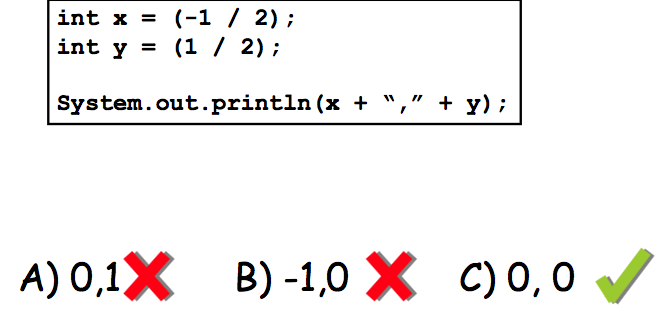 int x = (-1 / 2);
int y = (1 / 2);
System.out.println(x + “,” + y);
A) 0,1 B) -1,0 C) 0, 0